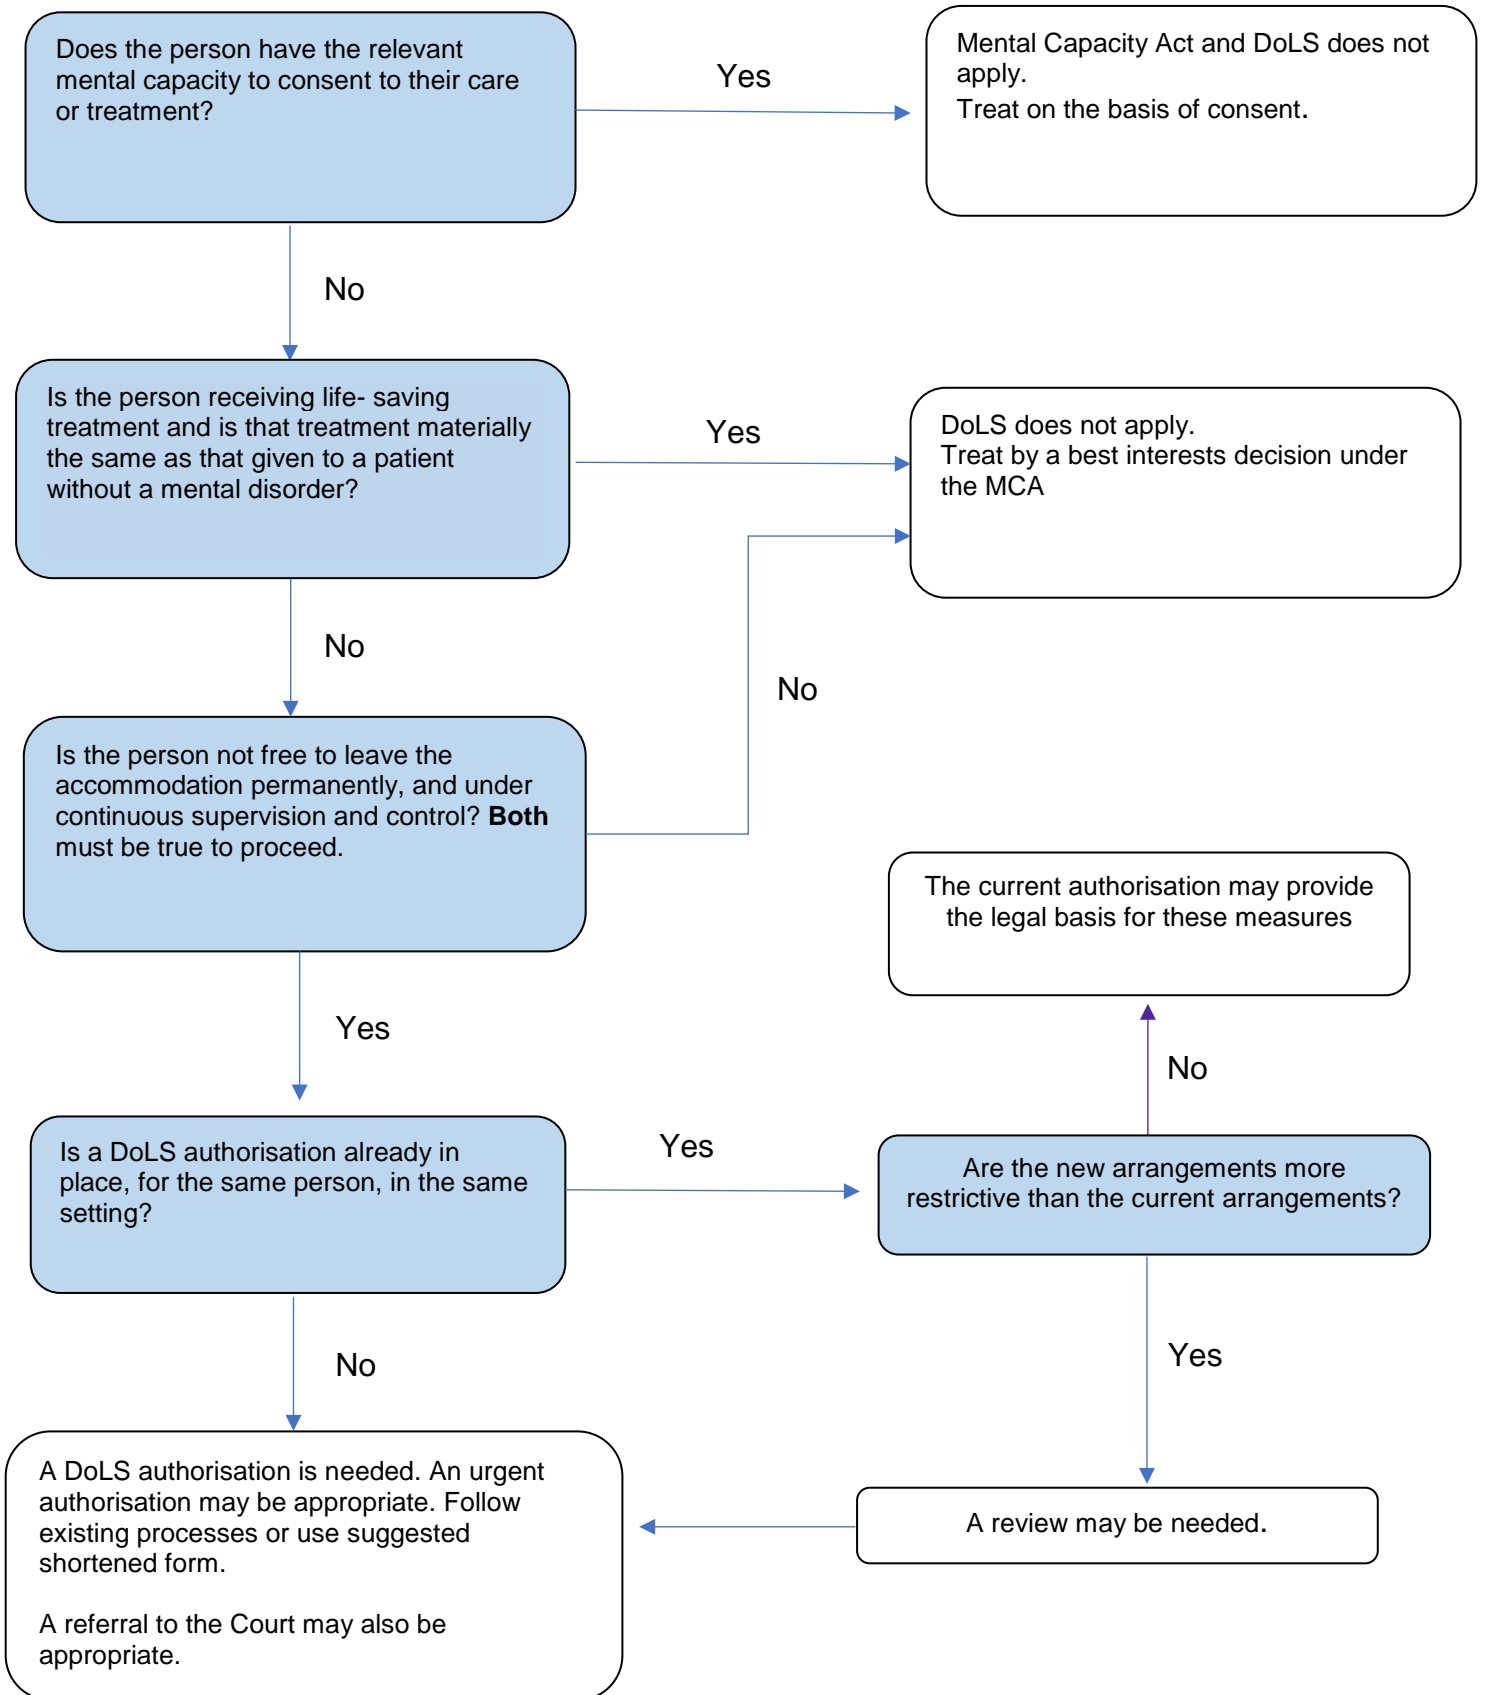 Does the person have the relevant
mental capacity to consent to their care
or treatment?
Yes
Mental Capacity Act and DoLS does not
apply.
Treat on the basis of consent.
No
Is the person receiving life- saving
treatment and is that treatment materially
the same as that given to a patient
without a mental disorder?
Yes
DoLS does not apply.
Treat by a best interests decision under
the MCA
No
No
Is the person not free to leave the
accommodation permanently, and under
continuous supervision and control? Both
must be true to proceed.
The current authorisation may provide
the legal basis for these measures
Yes
No
Is a DoLS authorisation already in
place, for the same person, in the same
setting?
Yes
Are the new arrangements more
restrictive than the current arrangements?
No
Yes
A DoLS authorisation is needed. An urgent
authorisation may be appropriate. Follow
existing processes or use suggested
shortened form.
A referral to the Court may also be
appropriate.
A review may be needed.